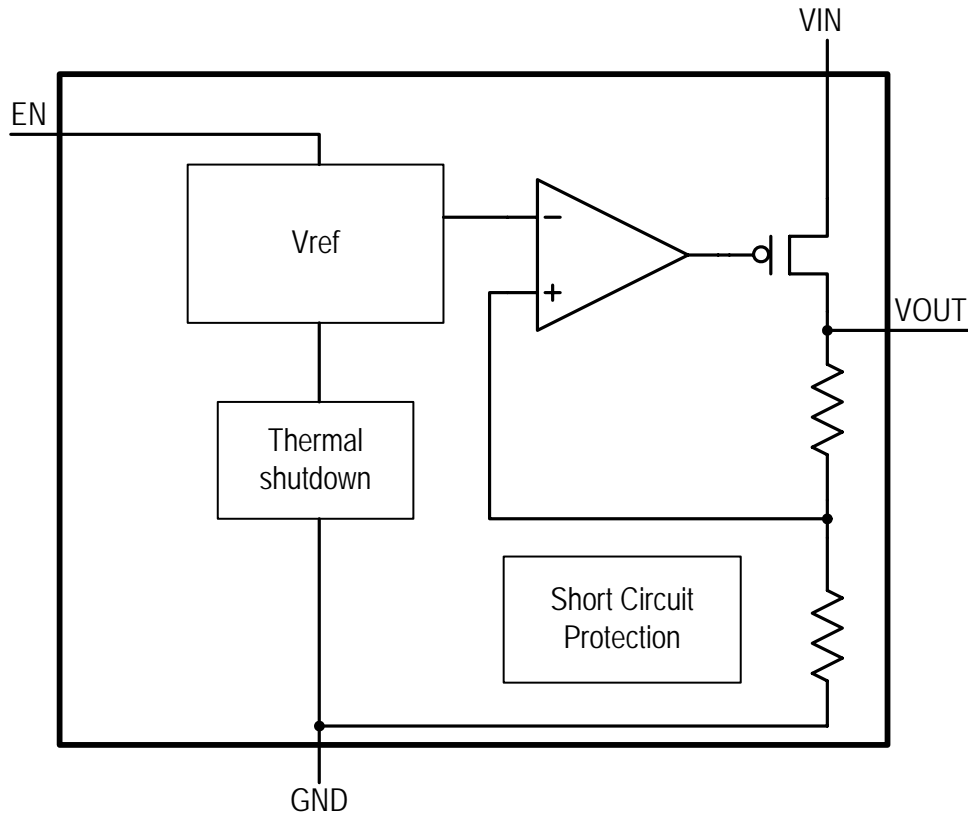 VIN
EN
Vref
−
+
VOUT
Thermal
shutdown
Short Circuit
Protection
GND